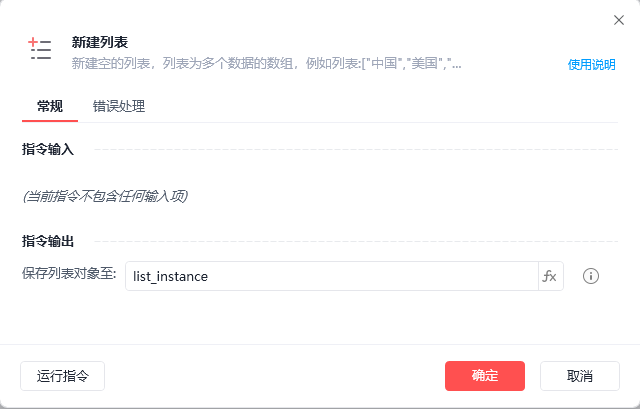 新建列表
新建空的列表，列表为多个数据的数组，例如列表:["中国","美国","...
使用说明
常规 错误处理
指令输入
(当前指令不包含任何输入项)
指令输出
保存列表对象至: list_instance fx
运行指令 确定 取消